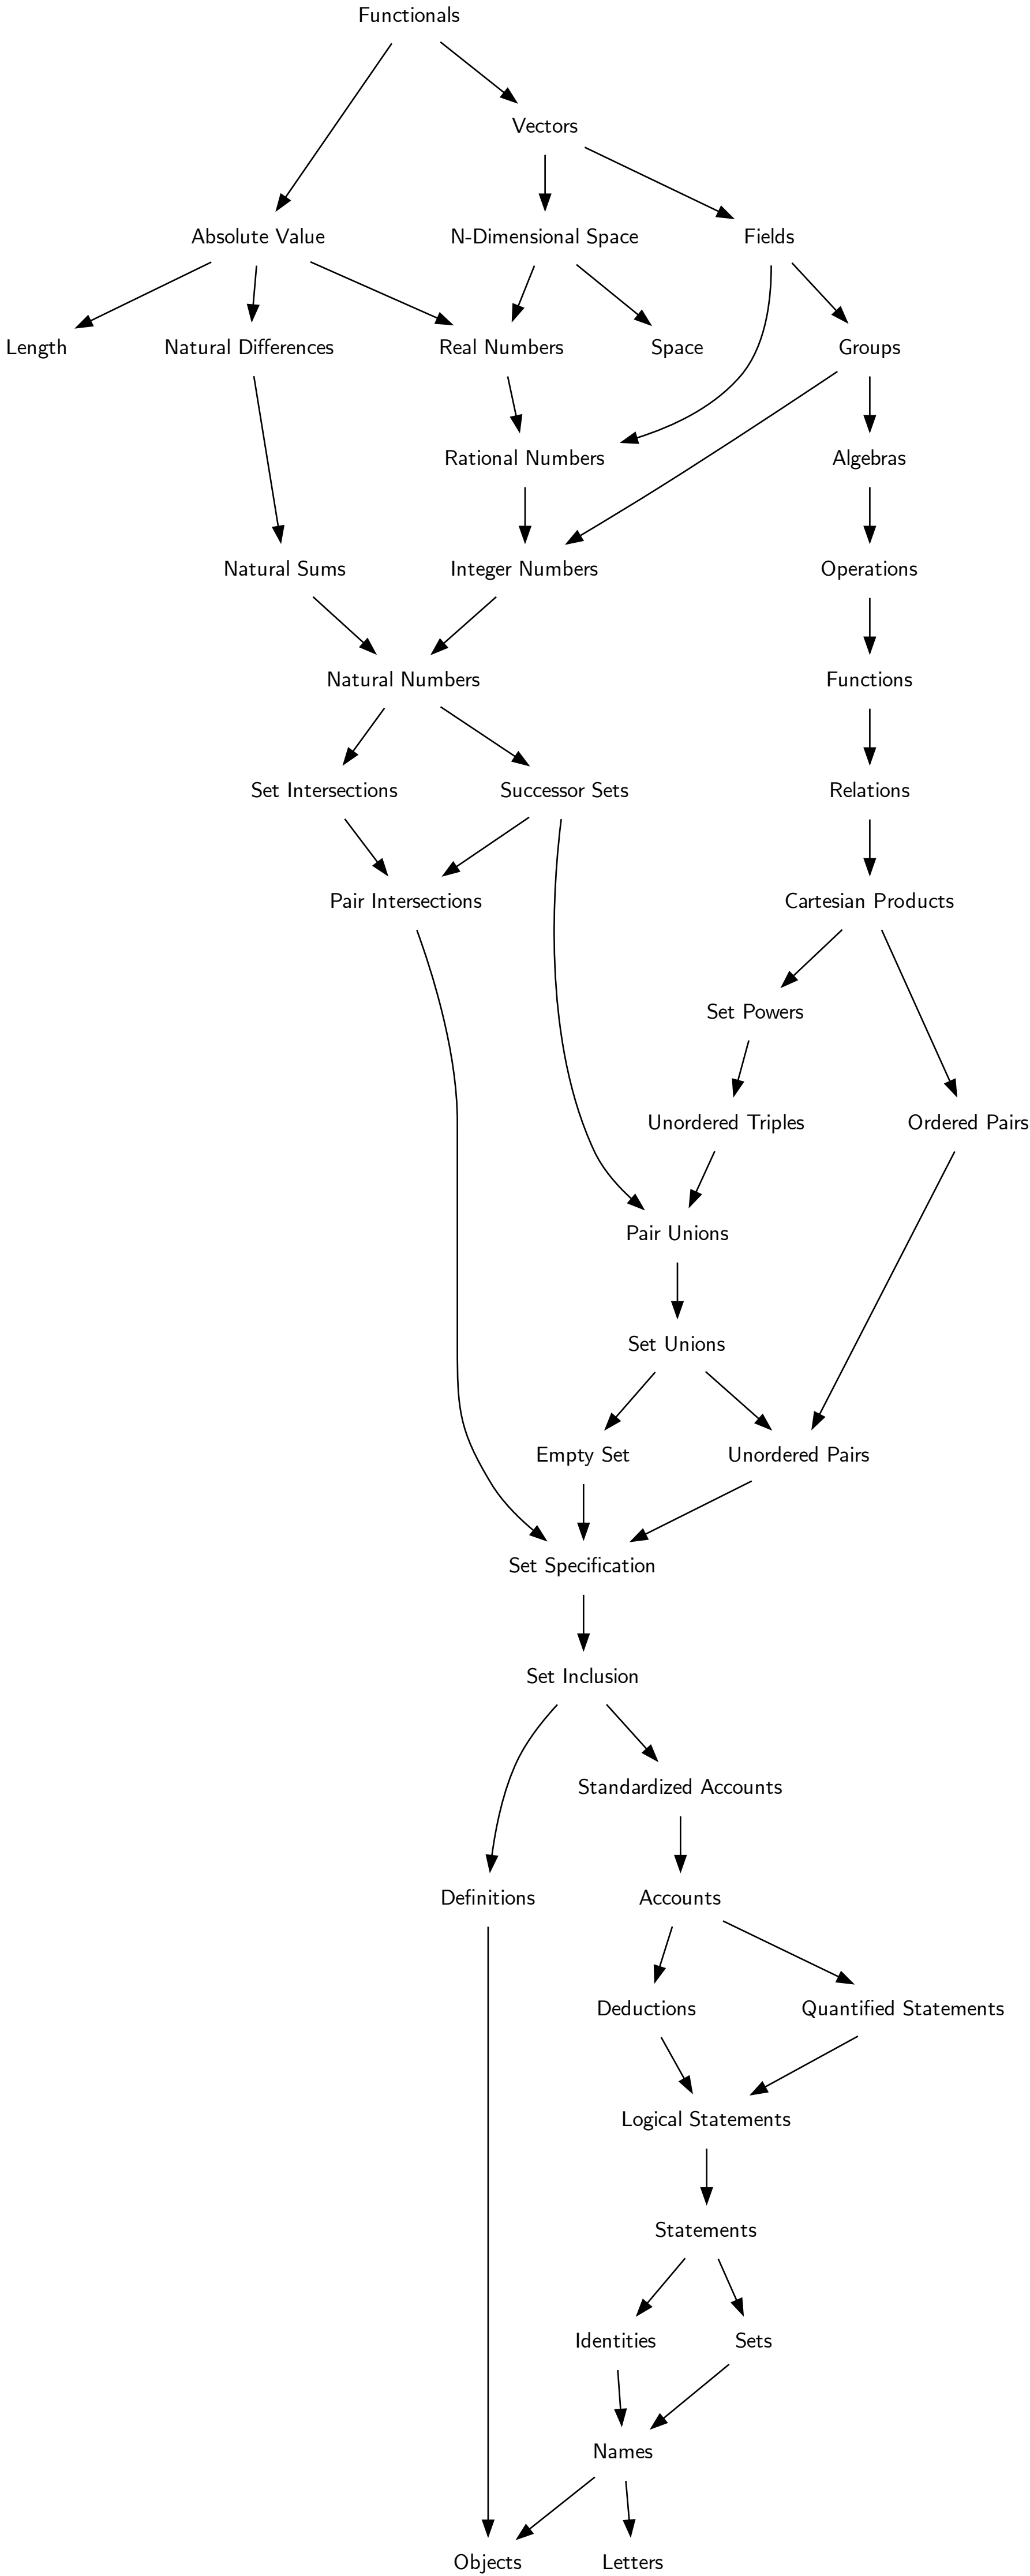 Functionals
Vectors
Absolute Value
N-Dimensional Space
Fields
Length
Natural Differences
Real Numbers
Space
Groups
Rational Numbers
Algebras
Natural Sums
Integer Numbers
Operations
Natural Numbers
Functions
Set Intersections
Successor Sets
Relations
Pair Intersections
Cartesian Products
Set Powers
Unordered Triples
Ordered Pairs
Pair Unions
Set Unions
Empty Set
Unordered Pairs
Set Specification
Set Inclusion
Standardized Accounts
Definitions
Accounts
Deductions
Quantified Statements
Logical Statements
Statements
Identities
Sets
Names
Objects
Letters